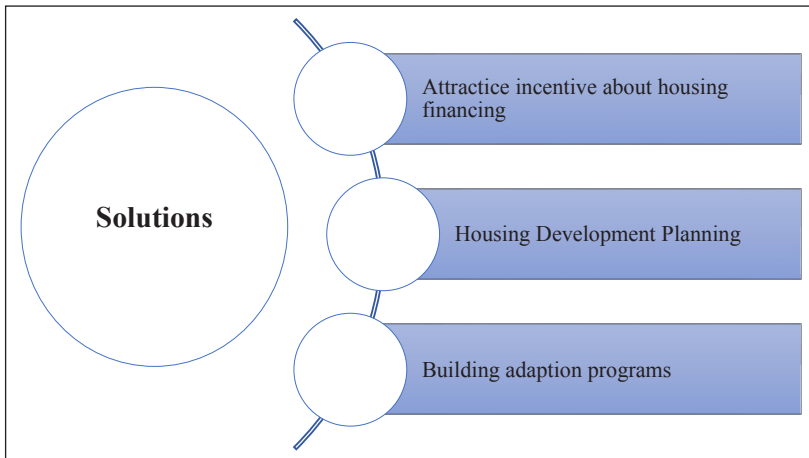 Solutions
Attractice incentive about housing
financing
Housing Development Planning
Building adaption programs